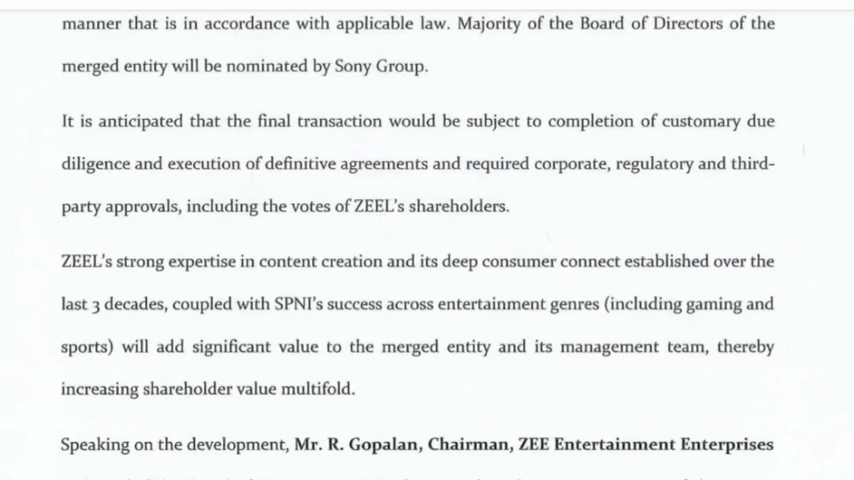 manner that is in accordance with applicable law. Majority of the Board of Directors of the
merged entity will be nominated by Sony Group.
It is anticipated that the final transaction would be subject to completion of customary due
diligence and execution of definitive agreements and required corporate, regulatory and third-
party approvals, including the votes of ZEEL's shareholders.
ZEEL's strong expertise in content creation and its deep consumer connect established over the
last 3 decades, coupled with SPNI's success across entertainment genres (including gaming and
sports) will add significant value to the merged entity and its management team, thereby
increasing shareholder value multifold.
Speaking on the development, Mr. R. Gopalan, Chairman, ZEE Entertainment Enterprises